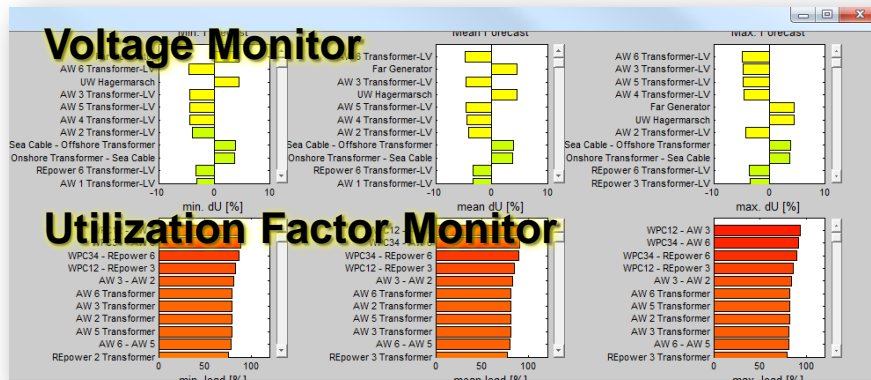 Voltage Monitor
Mean Forecast
Max. Forecast
AW 6 Transformer-LV
UW Hagermarsch
AW 3 Transformer-LV
AW 5 Transformer-LV
AW 4 Transformer-LV
AW 2 Transformer-LV
Sea Cable - Offshore Transformer
Onshore Transformer - Sea Cable
REpower 6 Transformer-LV
AW 1 Transformer-LV
-10 0 10
min. dU [%]
6 Transformer-LV
Far Generator
AW 3 Transformer-LV
UW Hagermarsch
AW 5 Transformer-LV
AW 4 Transformer-LV
AW 2 Transformer-LV
Sea Cable - Offshore Transformer
Onshore Transformer - Sea Cable
REpower 6 Transformer-LV
AW 1 Transformer-LV
-10 0 10
mean dU [%]
AW 6 Transformer-LV
AW 3 Transformer-LV
AW 5 Transformer-LV
AW 4 Transformer-LV
Far Generator
UW Hagermarsch
AW 2 Transformer-LV
Sea Cable - Offshore Transformer
Onshore Transformer - Sea Cable
REpower 6 Transformer-LV
REpower 3 Transformer-LV
-10 0 10
max. dU [%]
Utilization Factor Monitor
WPC34 - REpower 6
WPC12 - REpower 3
AW 3 - AW 2
AW 6 Transformer
AW 3 Transformer
AW 2 Transformer
AW 5 Transformer
AW 6 - AW 5
REpower 2 Transformer
0 50 100
min. load [%]
WPC34 - REpower 6
WPC12 - REpower 3
AW 3 - AW 2
AW 6 Transformer
AW 2 Transformer
AW 5 Transformer
AW 3 Transformer
AW 6 - AW 5
REpower 3 Transformer
0 50 100
mean load [%]
WPC12 - AW 3
WPC34 - AW 6
WPC34 - REpower 6
WPC12 - REpower 3
AW 3 - AW 2
AW 6 Transformer
AW 5 Transformer
AW 2 Transformer
AW 3 Transformer
AW 6 - AW 5
REpower 3 Transformer
0 50 100
max. load [%]